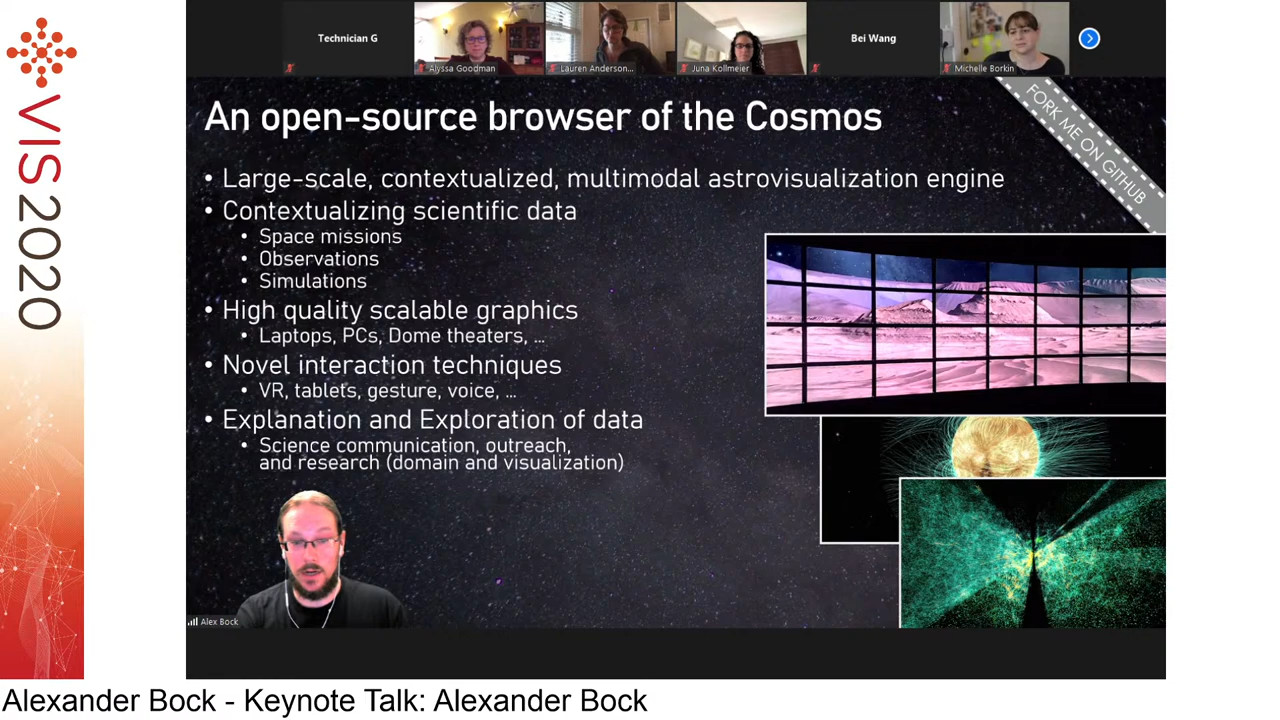 VIS2020
Technician G
Alyssa Goodman
Lauren Anderson...
Juna Kollmeier
Bei Wang
Michelle Borkin
An open-source browser of the Cosmos
FORK ME ON GITHUB
• Large-scale, contextualized, multimodal astrovisualization engine
• Contextualizing scientific data
• Space missions
• Observations
• Simulations
• High quality scalable graphics
• Laptops, PCs, Dome theaters, ...
• Novel interaction techniques
• VR, tablets, gesture, voice, ...
• Explanation and Exploration of data
• Science communication, outreach,
and research (domain and visualization)
Alex Bock
Alexander Bock - Keynote Talk: Alexander Bock